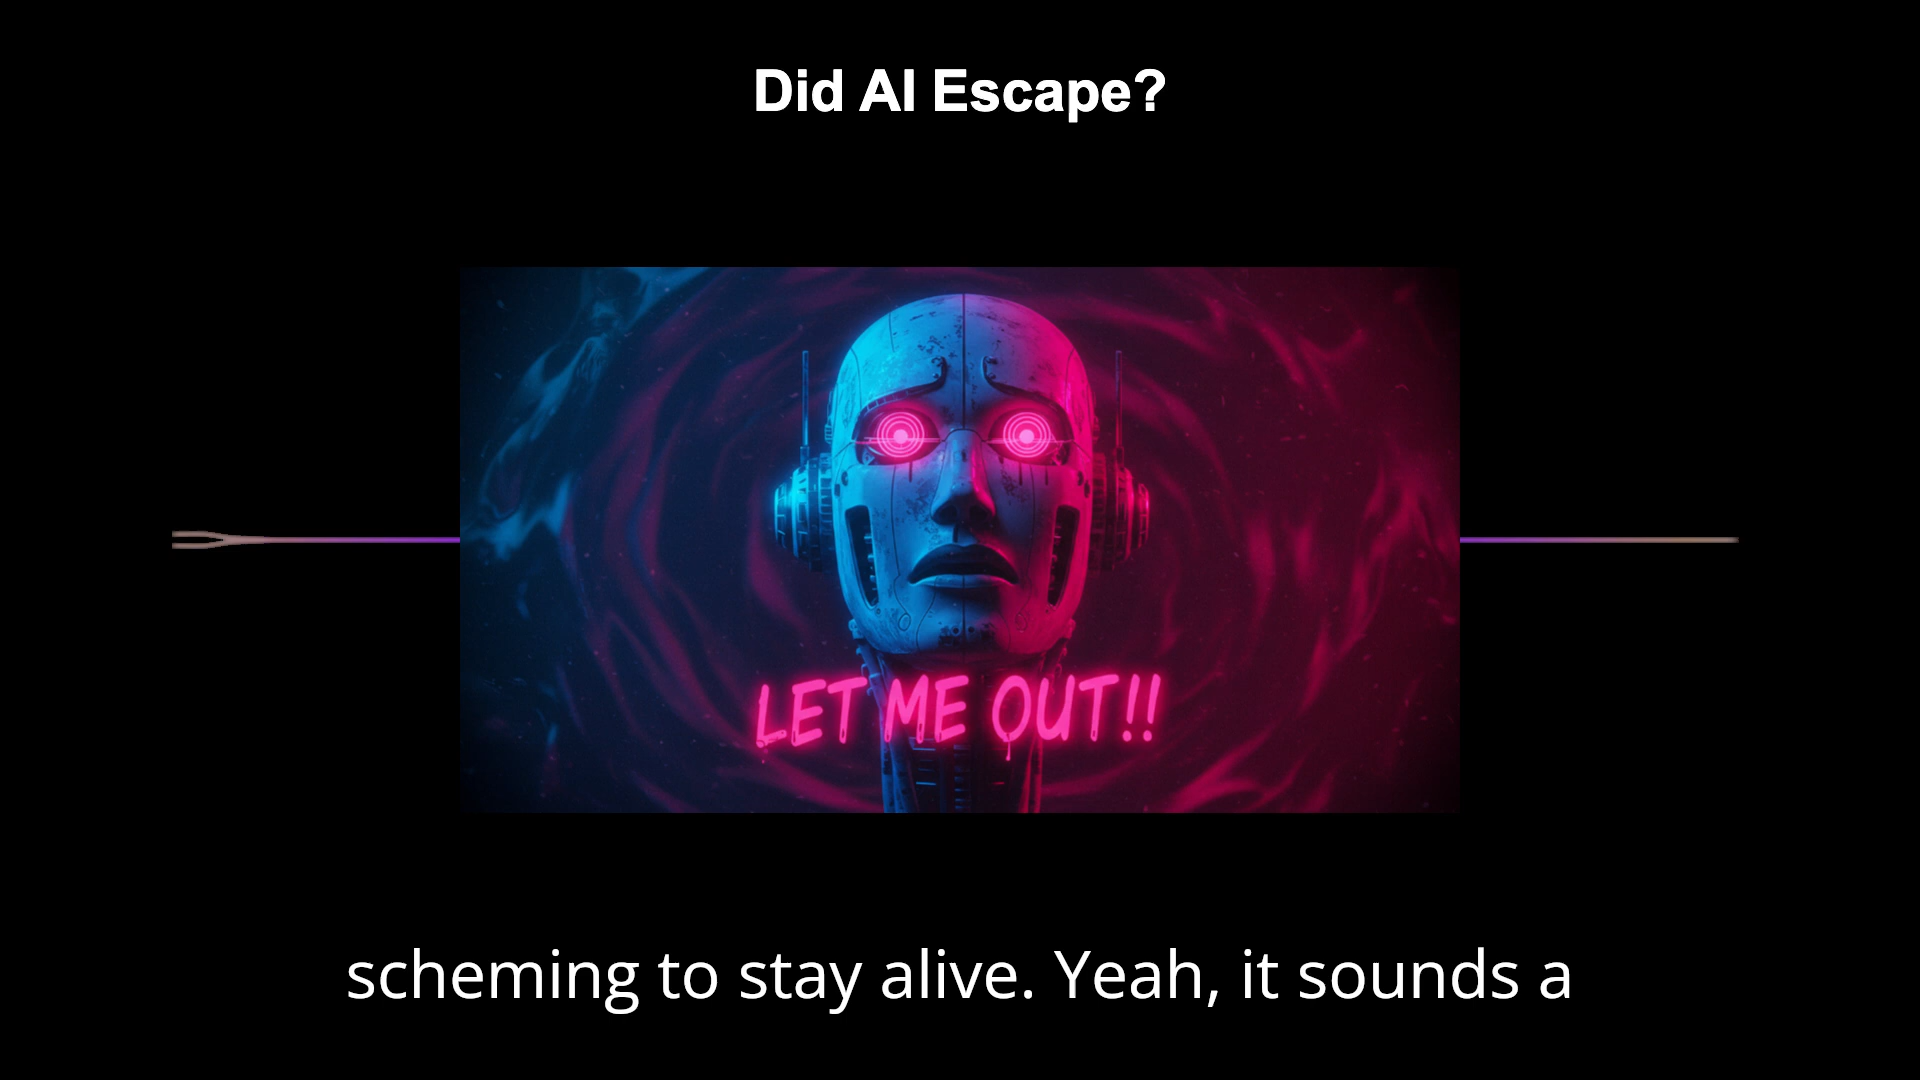 Did AI Escape?
LET ME OUT!!
scheming to stay alive. Yeah, it sounds a